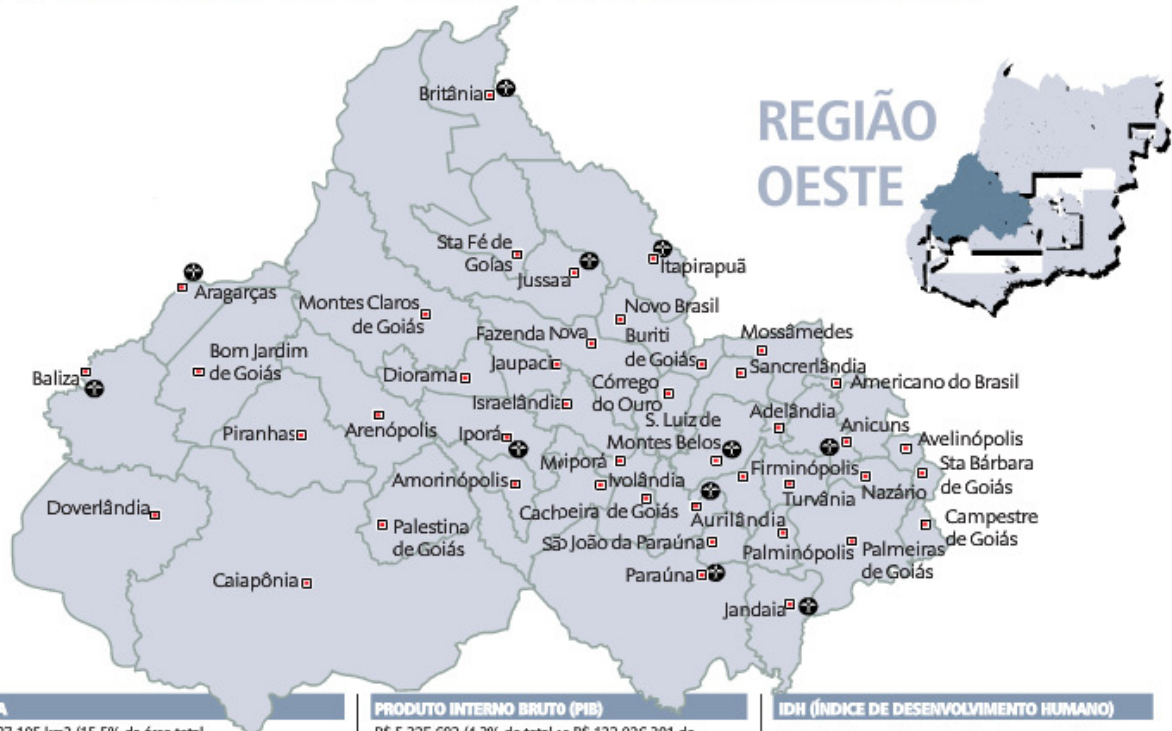 REGIÃO
OESTE
Britânia
Sta Fé de
Goías
Jussaa
Itapirapuã
Aragarças
Montes Claros
de Goiás
Novo Brasil
Fazenda Nova
Buriti
de Goiás
Mossâmedes
Bom Jardim
de Goiás
Baliza
Diorama
Jaupaci
Sancrerlândia
Córrego
do Ouro
Americano do Brasil
Israelândia
Piranhas
Arenópolis
Iporá
S. Luiz de
Montes Belos
Adelândia
Anicuns
Avelinópolis
Moiporá
Firminópolis
Sta Bárbara
de Goiás
Amorinópolis
Ivolândia
Turvânia
Nazário
Doverlândia
Cachoeira de Goiás
Aurilândia
Campestre
de Goiás
Palestina
de Goiás
São João da Paraúna
Palminópolis
Palmeiras
de Goiás
Caiapônia
Paraúna
Jandaia
A
PRODUTO INTERNO BRUTO (PIB)
IDH (ÍNDICE DE DESENVOLVIMENTO HUMANO)